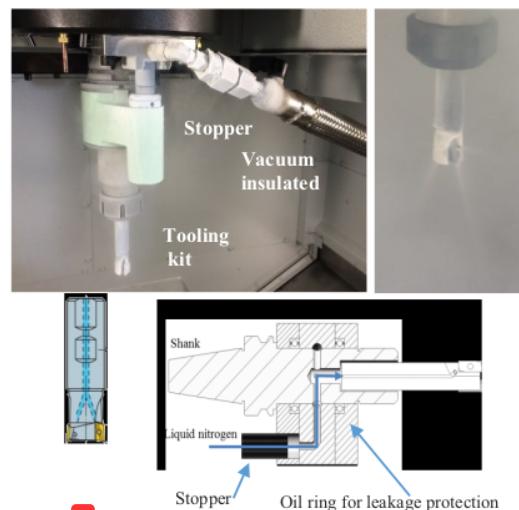 Stopper
Vacuum
insulated
Tooling
kit
Shank
Liquid nitrogen
Stopper
Oil ring for leakage protection